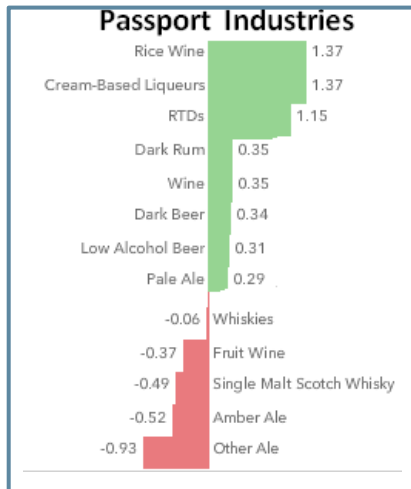 Passport Industries
Rice Wine 1.37
Cream-Based Liqueurs 1.37
RTDs 1.15
Dark Rum 0.35
Wine 0.35
Dark Beer 0.34
Low Alcohol Beer 0.31
Pale Ale 0.29
-0.06 Whiskies
-0.37 Fruit Wine
-0.49 Single Malt Scotch Whisky
-0.52 Amber Ale
-0.93 Other Ale